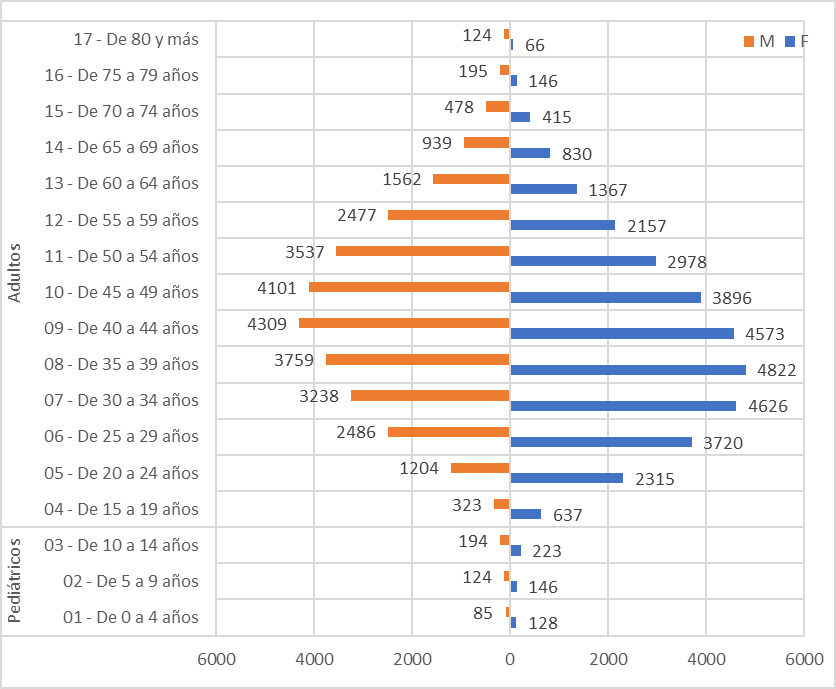 M F
Adultos
17 - De 80 y más 124 66
16 - De 75 a 79 años 195 146
15 - De 70 a 74 años 478 415
14 - De 65 a 69 años 939 830
13 - De 60 a 64 años 1562 1367
12 - De 55 a 59 años 2477 2157
11 - De 50 a 54 años 3537 2978
10 - De 45 a 49 años 4101 3896
09 - De 40 a 44 años 4309 4573
08 - De 35 a 39 años 3759 4822
07 - De 30 a 34 años 3238 4626
06 - De 25 a 29 años 2486 3720
05 - De 20 a 24 años 1204 2315
04 - De 15 a 19 años 323 637
Pediátricos
03 - De 10 a 14 años 194 223
02 - De 5 a 9 años 124 146
01 - De 0 a 4 años 85 128
6000 4000 2000 0 2000 4000 6000